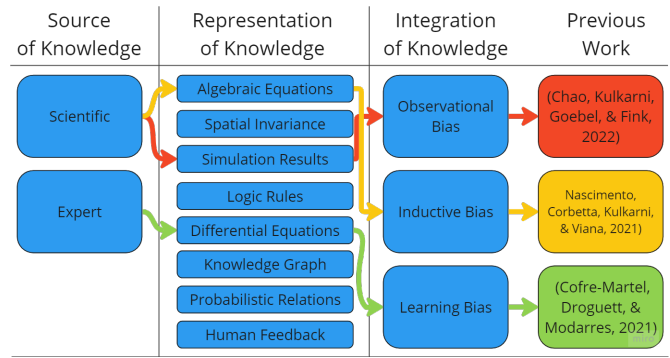 Source
of Knowledge
Representation
of Knowledge
Integration
of Knowledge
Previous
Work
Scientific
Expert
Algebraic Equations
Spatial Invariance
Simulation Results
Logic Rules
Differential Equations
Knowledge Graph
Probabilistic Relations
Human Feedback
Observational
Bias
Inductive Bias
Learning Bias
(Chao, Kulkarni,
Goebel, & Fink,
2022)
Nascimento,
Corbetta, Kulkarni,
& Viana, 2021)
(Cofre-Martel,
Droguett, &
Modarres, 2021)
miro